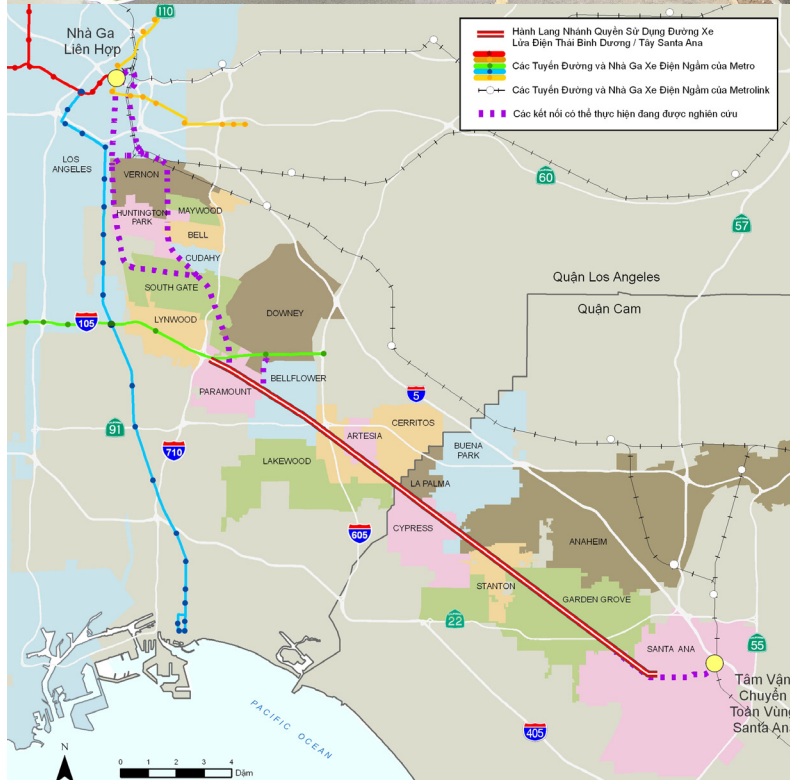 110
Nhà Ga
Liên Hợp
Hành Lang Nhánh Quyền Sử Dụng Đường Xe
Lửa Điện Thái Bình Dương / Tây Santa Ana
Các Tuyến Đường và Nhà Ga Xe Điện Ngầm của Metro
Các Tuyến Đường và Nhà Ga Xe Điện Ngầm của Metrolink
Các kết nối có thể thực hiện đang được nghiên cứu
LOS
ANGELES
VERNON
60
HUNTINGTON
PARK
MAYWOOD
BELL
57
CUDAHY
Quận Los Angeles
SOUTH GATE
Quận Cam
DOWNEY
LYNWOOD
105
BELLFLOWER
PARAMOUNT
5
91
CERRITOS
ARTESIA
BUENA
PARK
710
LAKEWOOD
LA PALMA
CYPRESS
605
ANAHEIM
STANTON
GARDEN GROVE
22
SANTA ANA
55
Tâm Vận
Chuyển
Toàn Vùng
Santa Ana
PACIFIC OCEAN
405
N
0 1 2 3 4
Dặm